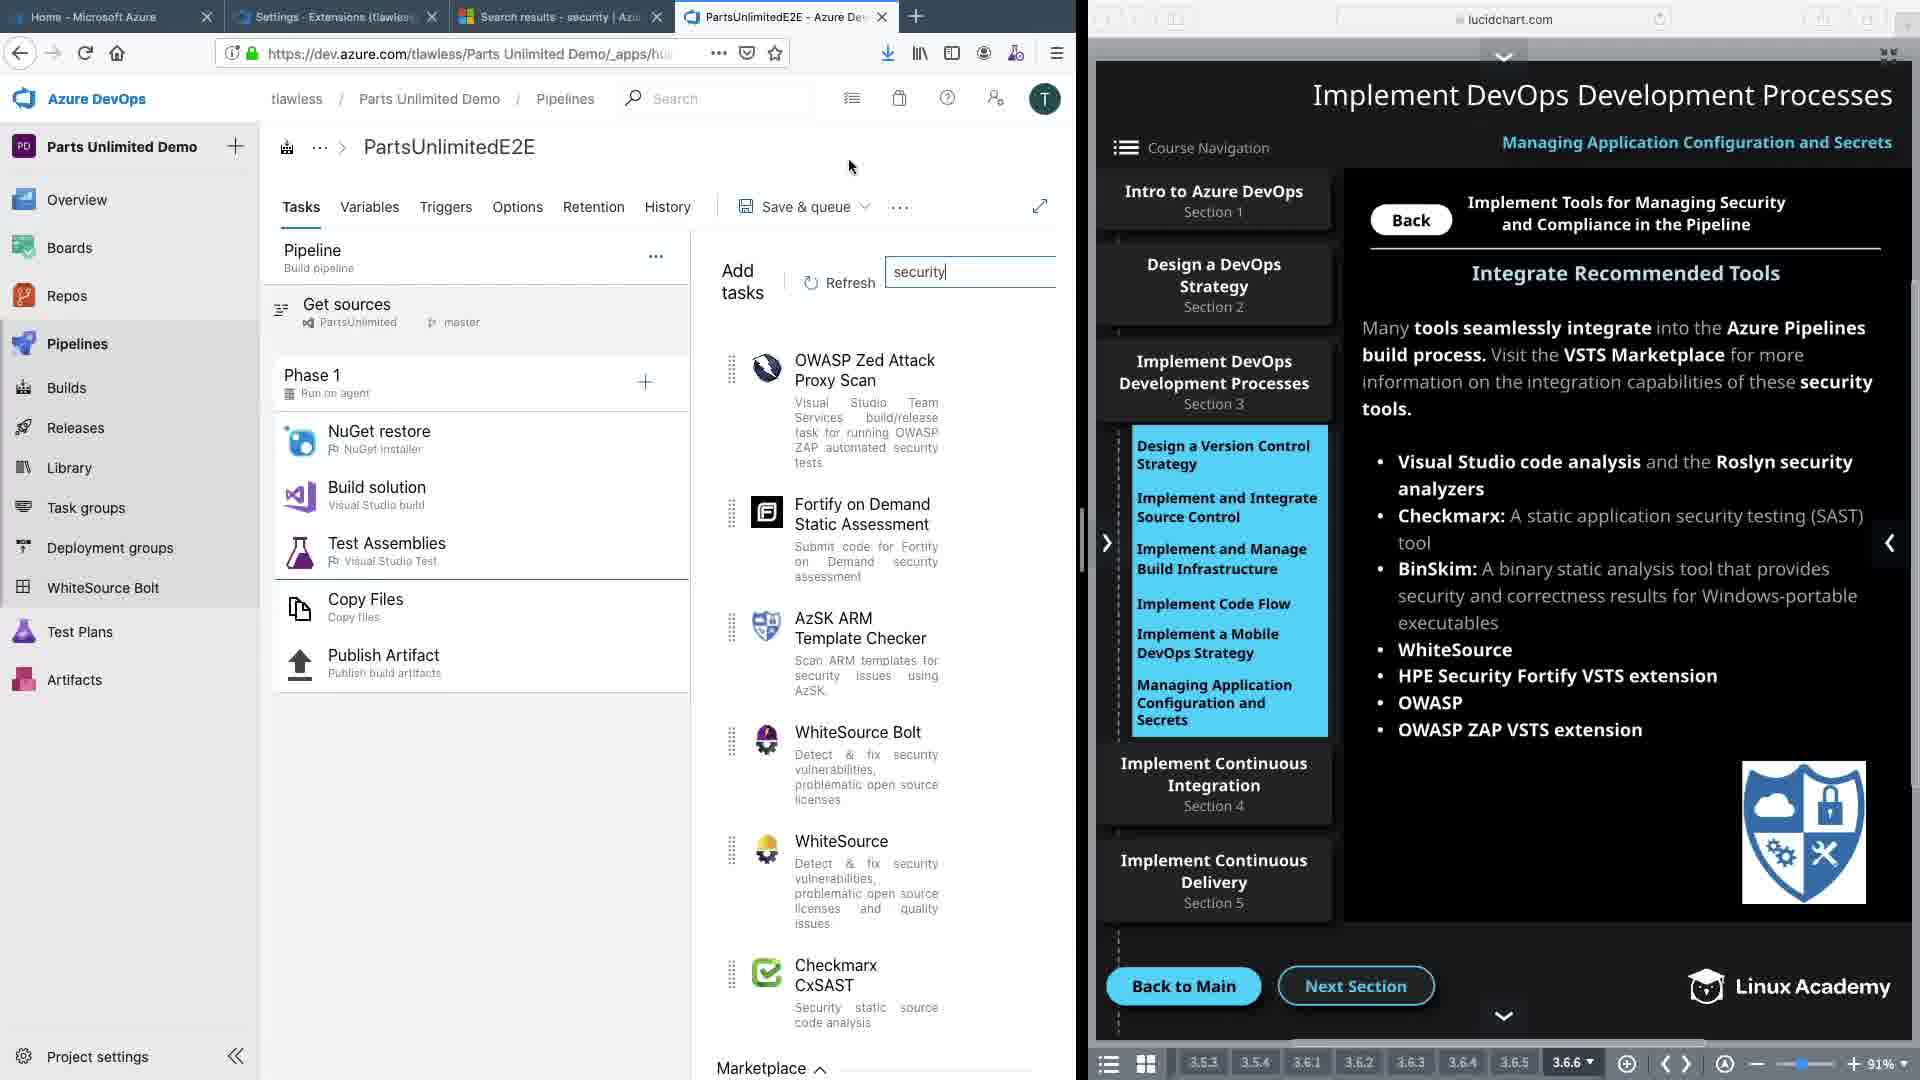 Home - Microsoft Azure
Settings · Extensions (tlawless
Search results - security | Azu
PartsUnlimitedE2E - Azure Dev
https://dev.azure.com/tlawless/Parts Unlimited Demo/_apps/hu
Azure DevOps
tlawless / Parts Unlimited Demo / Pipelines
Search
T
PD Parts Unlimited Demo
Overview
Boards
Repos
Pipelines
Builds
Releases
Library
Task groups
Deployment groups
WhiteSource Bolt
Test Plans
Artifacts
Project settings
··· > PartsUnlimitedE2E
Tasks Variables Triggers Options Retention History Save & queue ···
Pipeline
Build pipeline
Get sources
PartsUnlimited master
Phase 1
Run on agent
NuGet restore
NuGet Installer
Build solution
Visual Studio build
Test Assemblies
Visual Studio Test
Copy Files
Copy files
Publish Artifact
Publish build artifacts
Add
tasks
Refresh
security
OWASP Zed Attack
Proxy Scan
Visual Studio Team
Services build/release
task for running OWASP
ZAP automated security
tests
Fortify on Demand
Static Assessment
Submit code for Fortify
on Demand security
assessment
AzSK ARM
Template Checker
Scan ARM templates for
security issues using
AzSK.
WhiteSource Bolt
Detect & fix security
vulnerabilities,
problematic open source
licenses
WhiteSource
Detect & fix security
vulnerabilities,
problematic open source
licenses and quality
issues
Checkmarx
CxSAST
Security static source
code analysis
Marketplace
lucidchart.com
Implement DevOps Development Processes
Course Navigation
Managing Application Configuration and Secrets
Intro to Azure DevOps
Section 1
Design a DevOps
Strategy
Section 2
Implement DevOps
Development Processes
Section 3
Design a Version Control
Strategy
Implement and Integrate
Source Control
Implement and Manage
Build Infrastructure
Implement Code Flow
Implement a Mobile
DevOps Strategy
Managing Application
Configuration and
Secrets
Implement Continuous
Integration
Section 4
Implement Continuous
Delivery
Section 5
Back
Implement Tools for Managing Security
and Compliance in the Pipeline
Integrate Recommended Tools
Many tools seamlessly integrate into the Azure Pipelines
build process. Visit the VSTS Marketplace for more
information on the integration capabilities of these security
tools.
• Visual Studio code analysis and the Roslyn security
analyzers
• Checkmarx: A static application security testing (SAST)
tool
• BinSkim: A binary static analysis tool that provides
security and correctness results for Windows-portable
executables
• WhiteSource
• HPE Security Fortify VSTS extension
• OWASP
• OWASP ZAP VSTS extension
Back to Main
Next Section
Linux Academy
3.5.3 3.5.4 3.6.1 3.6.2 3.6.3 3.6.4 3.6.5 3.6.6
91%